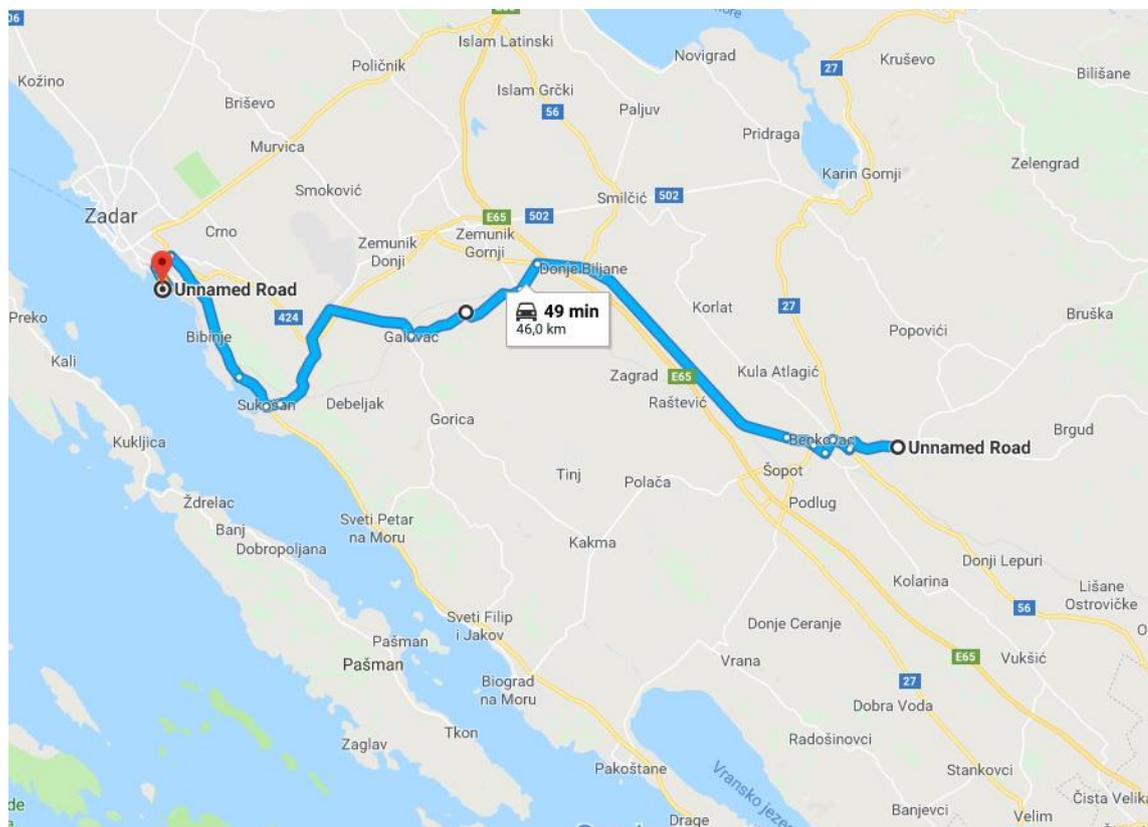 E65
06
Islam Latinski
Novigrad
Kruševo
27
Kožino
Poličnik
Bilišane
Islam Grčki
Briševo
56
Paljuv
Murvica
Pridraga
Zelengrad
Karin Gornji
Smoković
Smilčić
502
Zadar
E65
502
Crno
Zemunik
Gornji
Zemunik
Donji
Unnamed Road
Donje Biljane
49 min
46,0 km
Korlat
27
Bruška
Preko
424
Popovići
Bibinje
Galovac
Kali
Zagrad
E65
Kula Atlagić
Raštević
Sukošan
Debeljak
Gorica
Brgud
Benkovac
Unnamed Road
Kukljica
Šopot
Tinj
Polača
Podlug
Ždrelac
Sveti Petar
na Moru
Banj
Dobropoljana
Kakma
Donji Lepuri
Kolarina
Lišane
Ostrovičke
56
Sveti Filip
i Jakov
Donje Ceranje
O
Pašman
Pašman
Vrana
E65
Vukšić
Biograd
na Moru
27
Dobra Voda
Tkon
Zaglav
Radošinovci
Pakoštane
Vransko jezero
Stankovci
Čista Velika
de
Banjevci
Velim
Drage